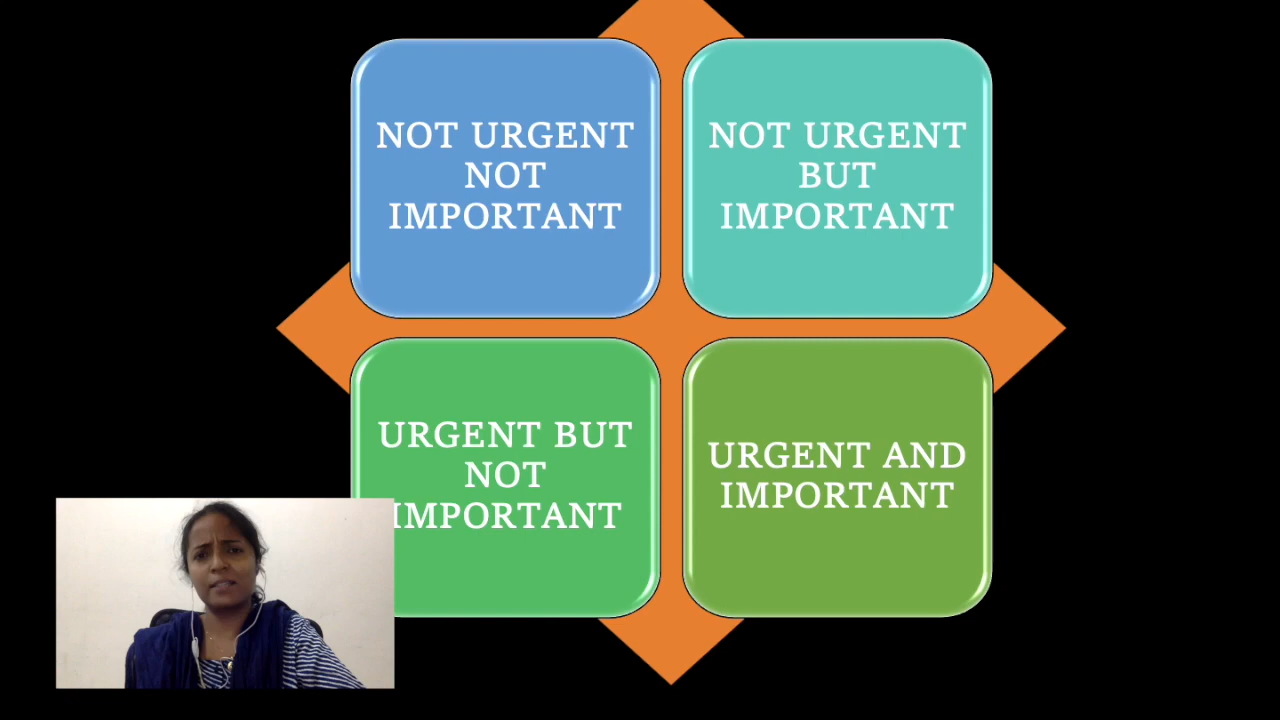 NOT URGENT
NOT
IMPORTANT
NOT URGENT
BUT
IMPORTANT
URGENT BUT
NOT
IMPORTANT
URGENT AND
IMPORTANT